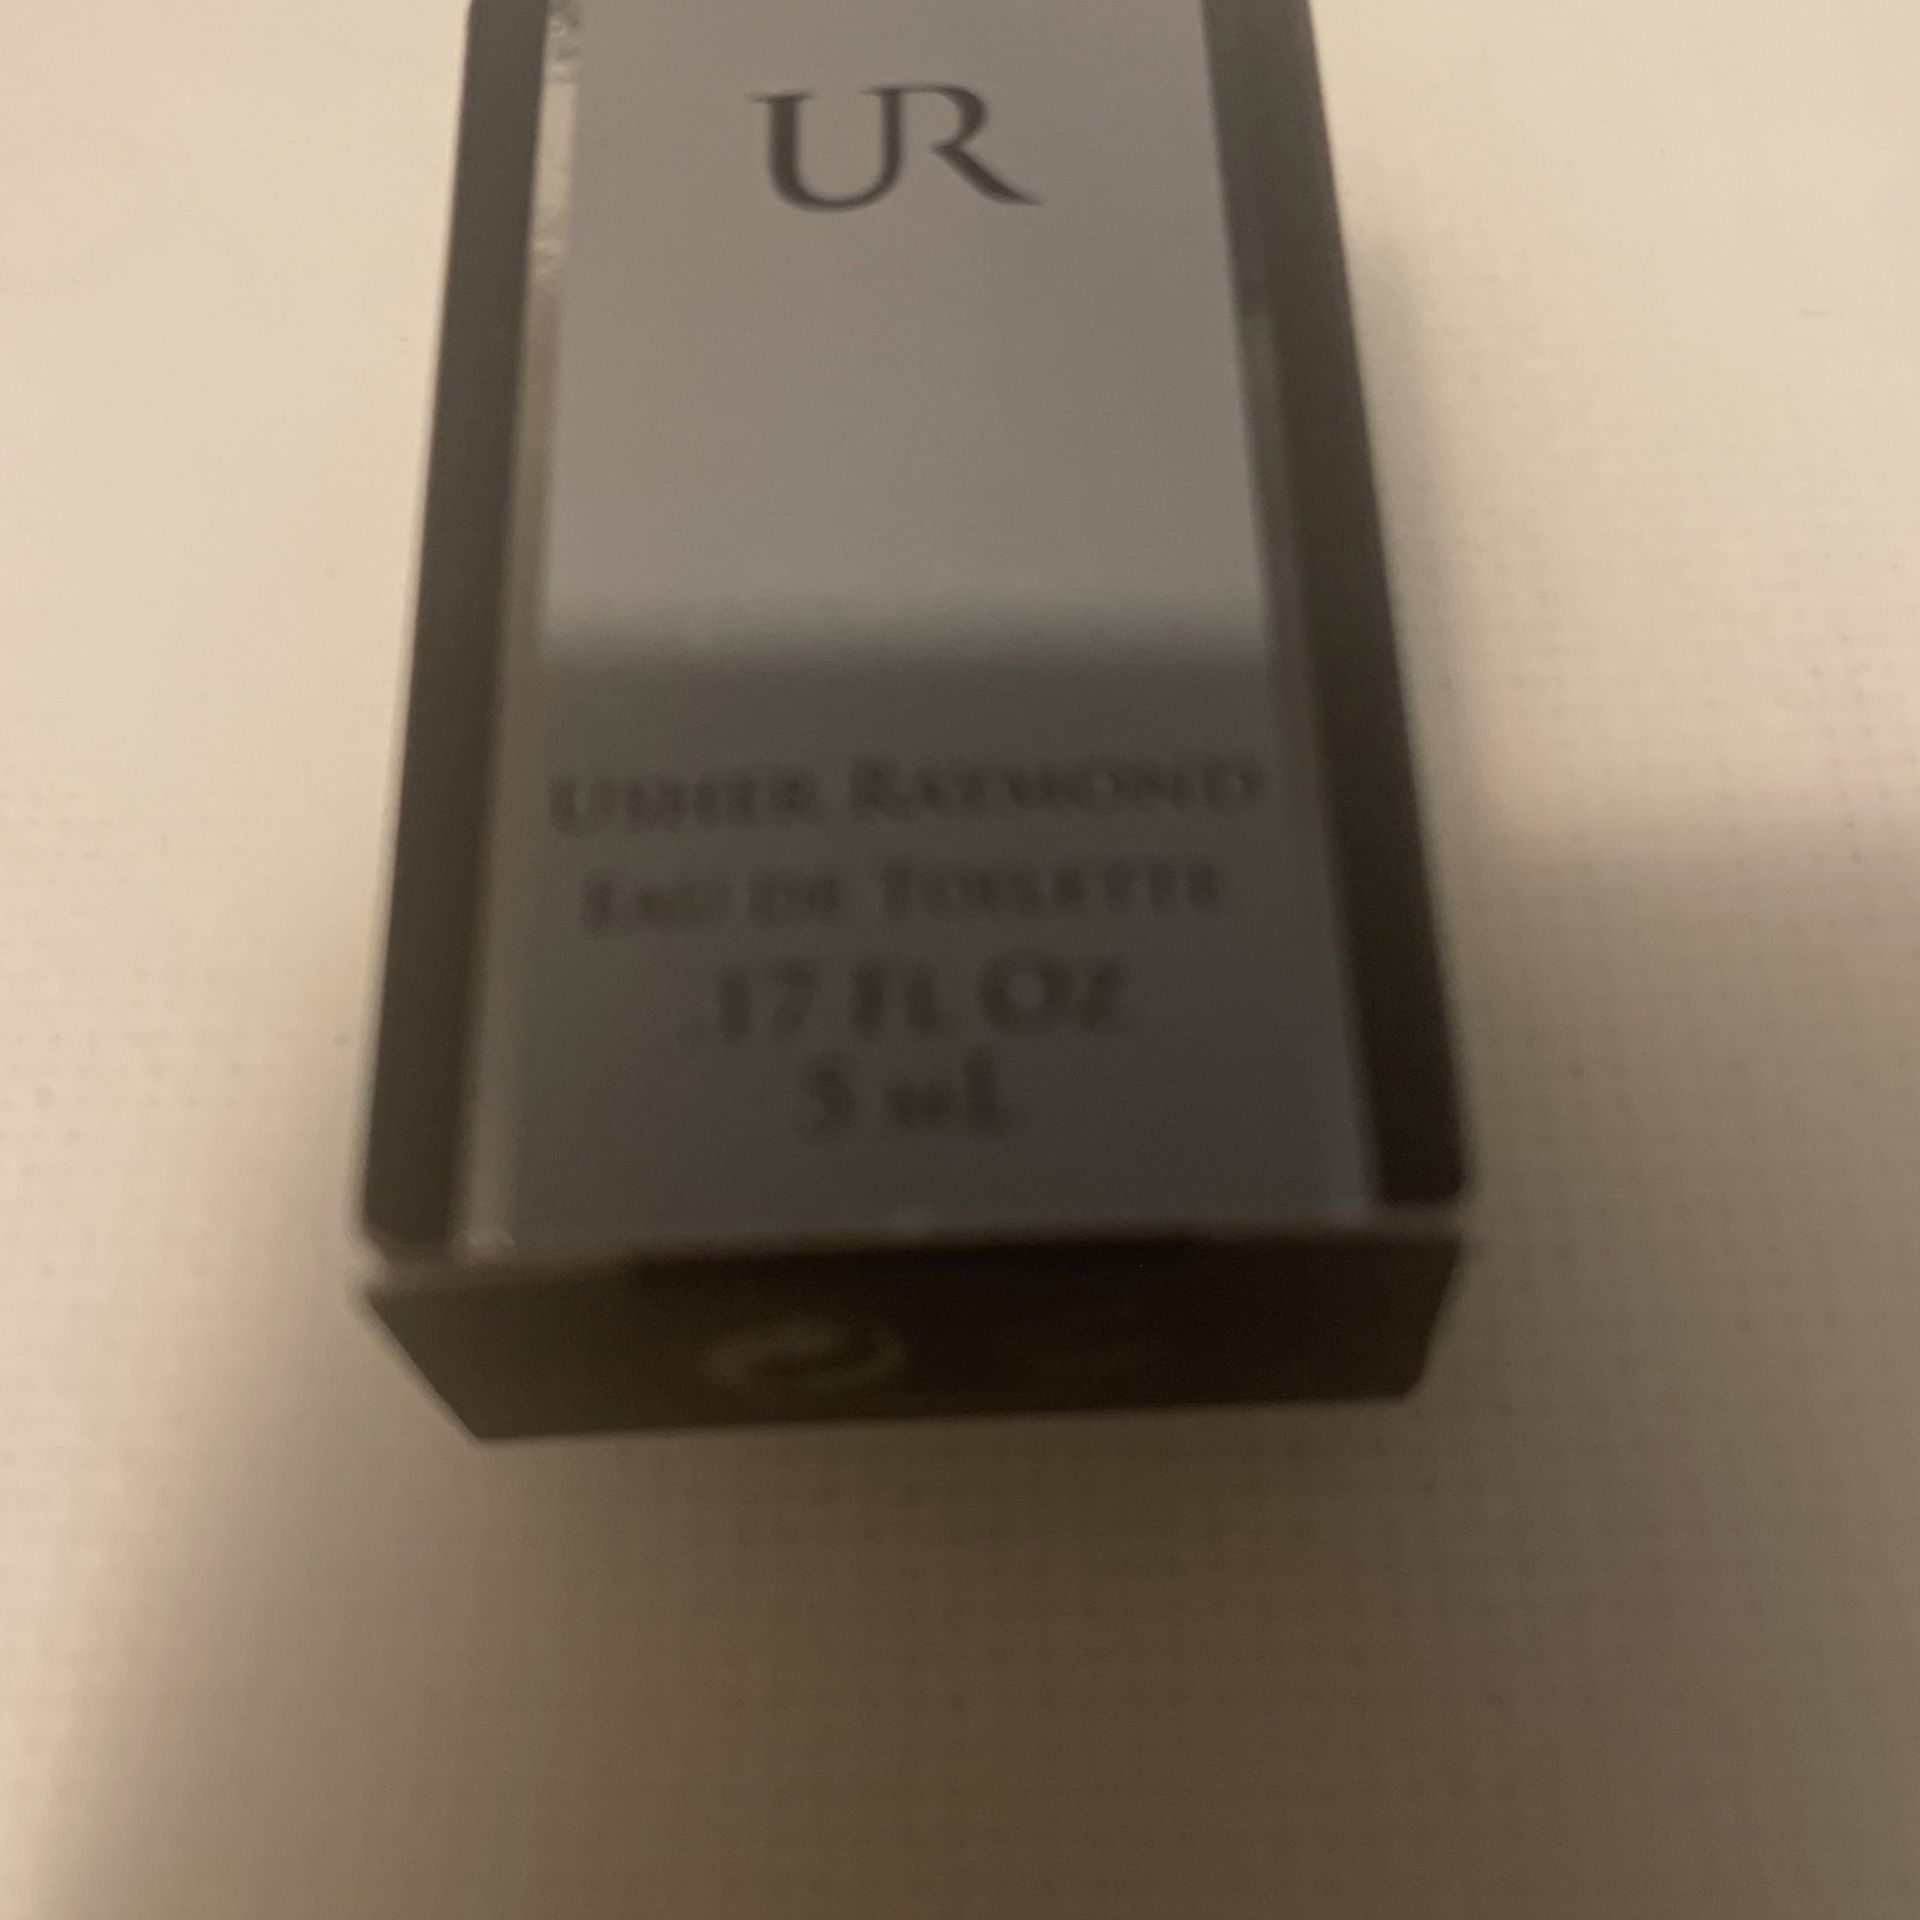 UR
USHER RAYMOND
EAU DE TOILETTE
.17 FL OZ
5 mL